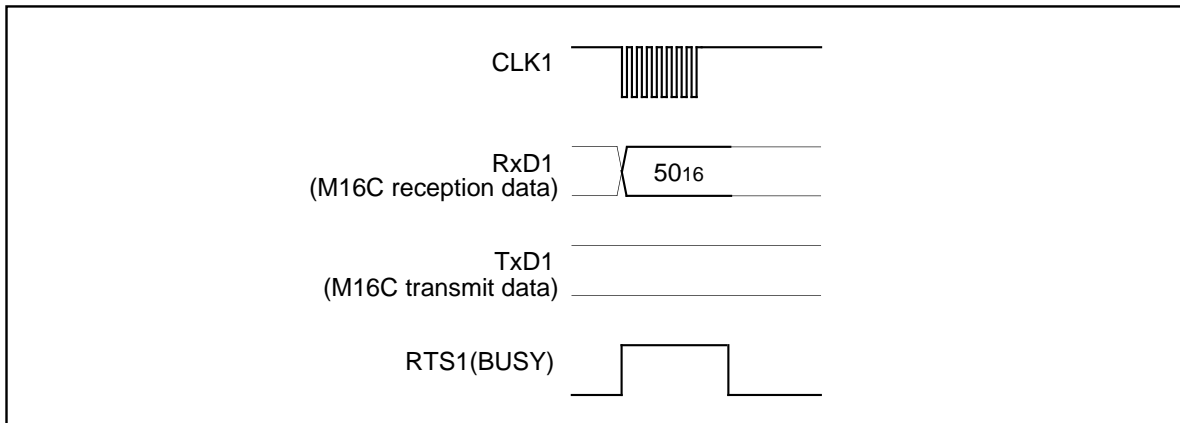 CLK1
RxD1
(M16C reception data)
5016
TxD1
(M16C transmit data)
RTS1(BUSY)